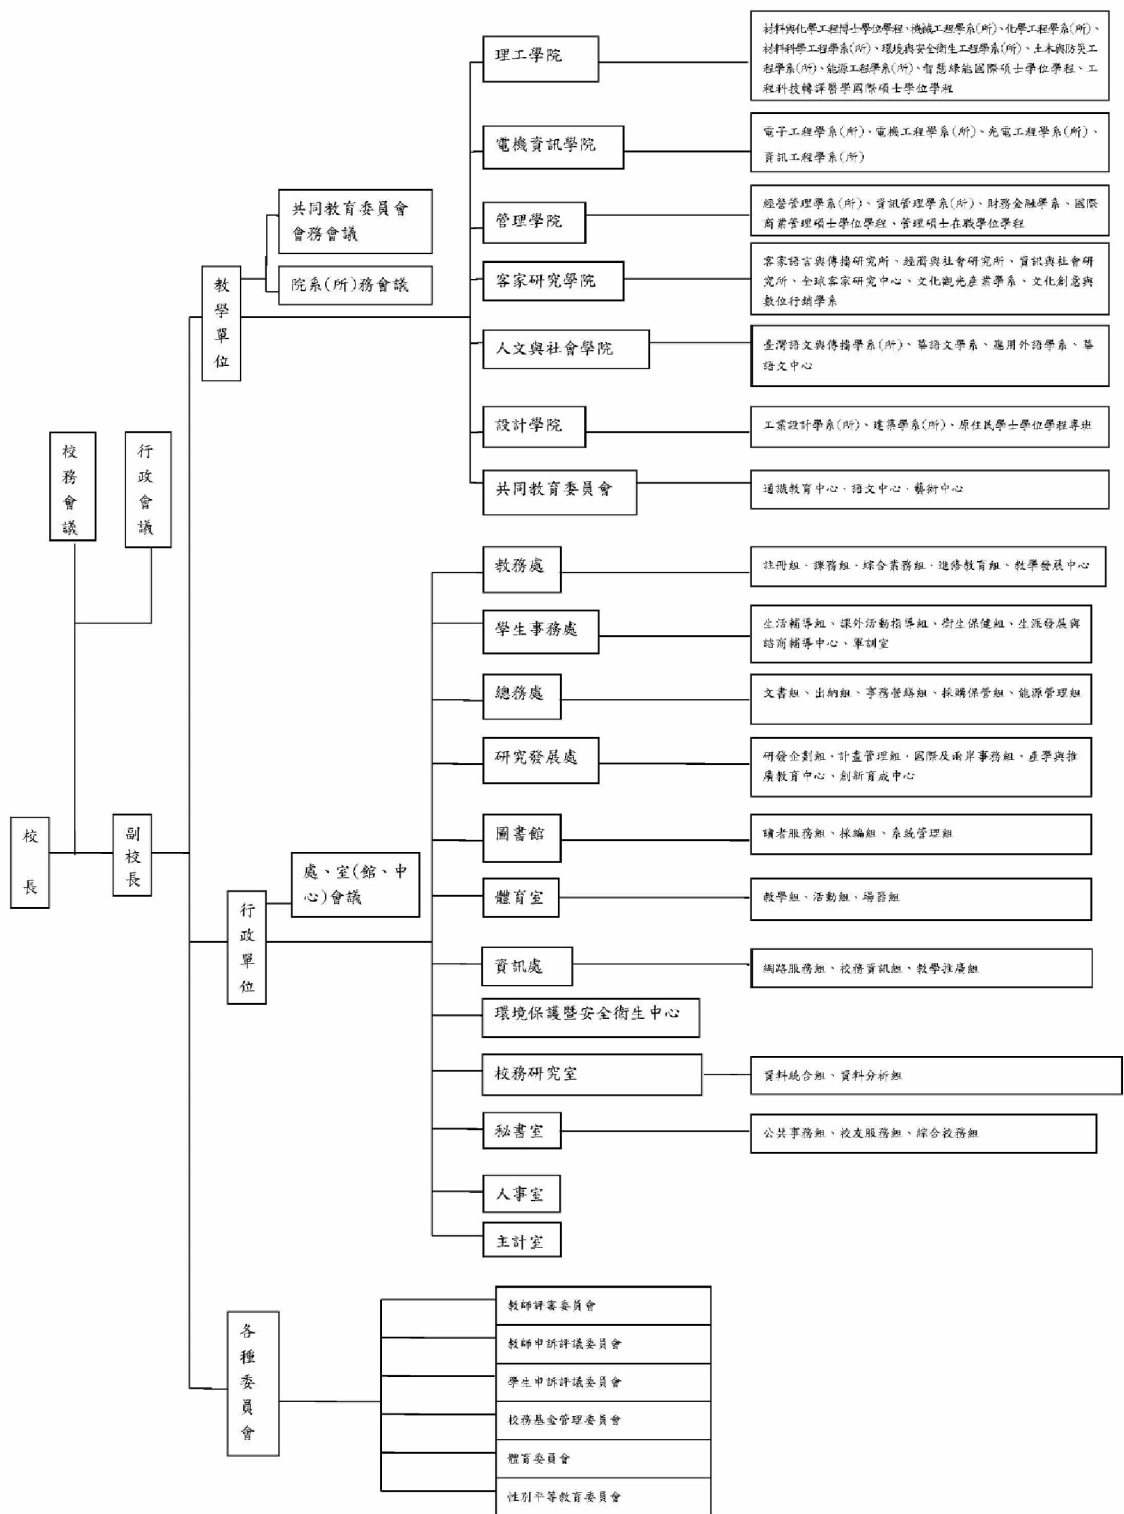 校長
副校長
校務會議
行政會議
教學單位
共同教育委員會
會務會議
院系(所)務會議
理工學院
材料與化學工程博士學位學程、機械工程學系(所)、化學工程學系(所)、
材料科學工程學系(所)、環境與安全衛生工程學系(所)、土木與防災工
程學系(所)、能源工程學系(所)、智慧綠能國際碩士學位學程、工
程科技轉譯醫學國際碩士學位學程
電機資訊學院
電子工程學系(所)、電機工程學系(所)、光電工程學系(所)、
資訊工程學系(所)
管理學院
經營管理學系(所)、資訊管理學系(所)、財務金融學系、國際
商業管理碩士學位學程、管理碩士在職學位學程
客家研究學院
客家語言與傳播研究所、經濟與社會研究所、資訊與社會研
究所、全球客家研究中心、文化觀光產業學系、文化創意與
數位行銷學系
人文與社會學院
臺灣語文與傳播學系(所)、華語文學系、應用外語學系、華
語文中心
設計學院
工業設計學系(所)、建築學系(所)、原住民學士學位學程專班
共同教育委員會
通識教育中心、語文中心、藝術中心
行政單位
處、室(館、中
心)會議
教務處
註冊組、課務組、綜合業務組、進修教育組、教學發展中心
學生事務處
生活輔導組、課外活動指導組、衛生保健組、生涯發展與
諮商輔導中心、軍訓室
總務處
文書組、出納組、事務營繕組、採購保管組、能源管理組
研究發展處
研發企劃組、計畫管理組、國際及兩岸事務組、產學與推
廣教育中心、創新育成中心
圖書館
讀者服務組、採編組、系統管理組
體育室
教學組、活動組、場器組
資訊處
網路服務組、校務資訊組、教學推廣組
環境保護暨安全衛生中心
校務研究室
資料統合組、資料分析組
秘書室
公共事務組、校友服務組、綜合校務組
人事室
主計室
各種委員會
教師評審委員會
教師申訴評議委員會
學生申訴評議委員會
校務基金管理委員會
體育委員會
性別平等教育委員會